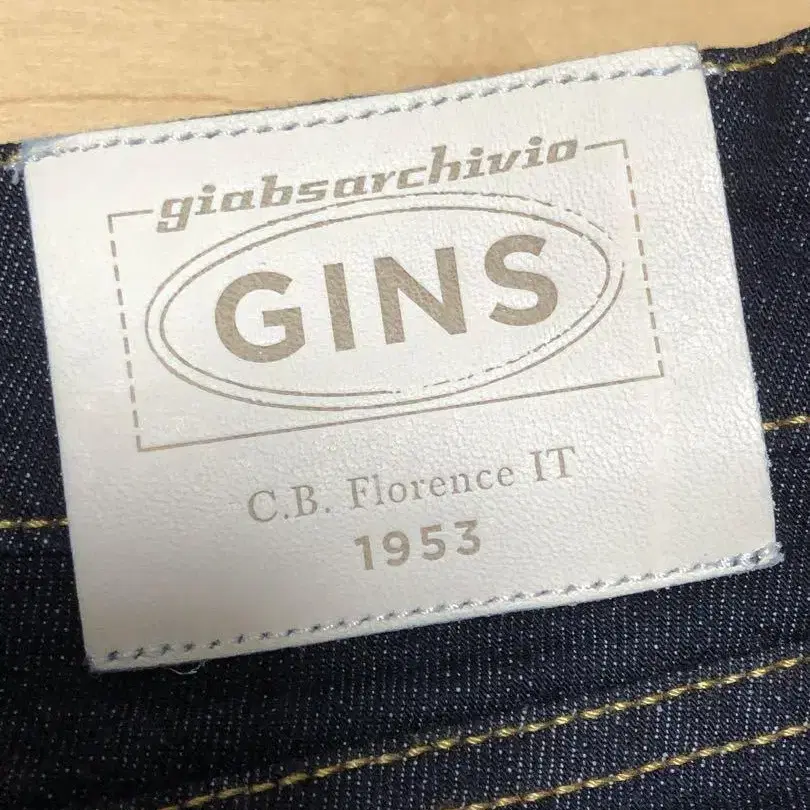 giabsarchivio
GINS
C.B. Florence IT
1953